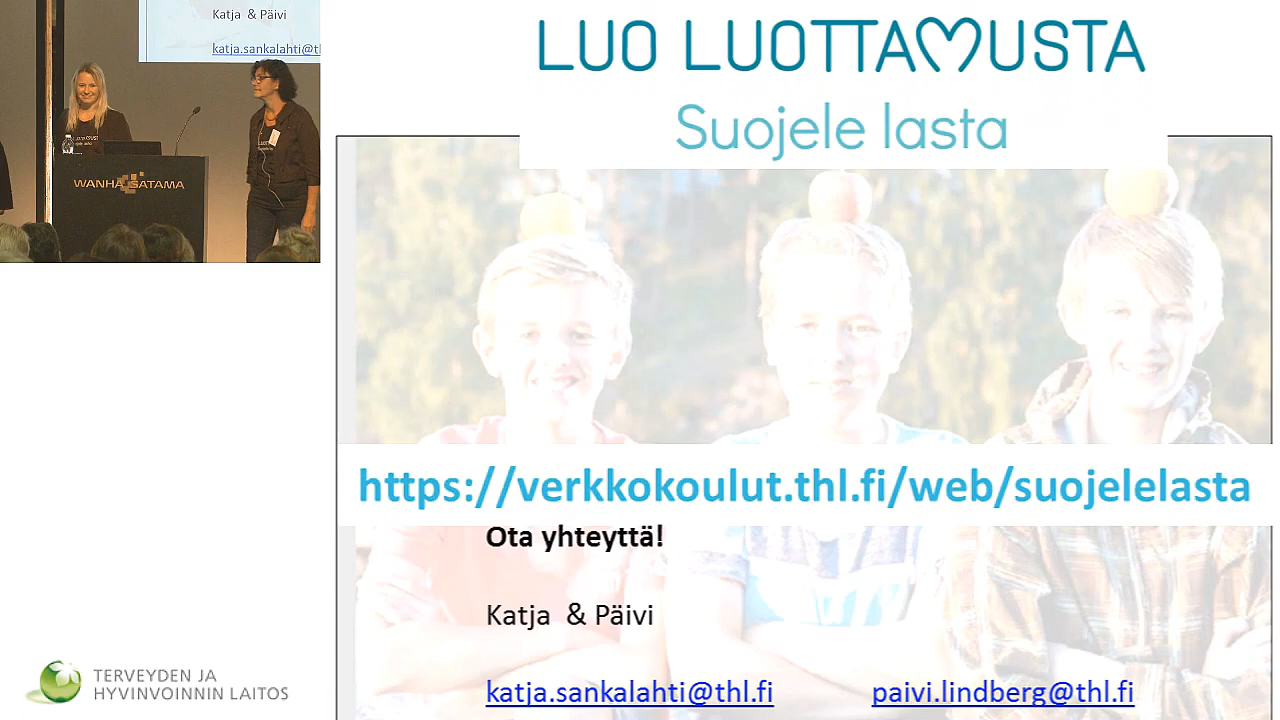 Katja & Päivi
katja.sankalahti@thl
WANHA SATAMA
LUO LUOTTAMUSTA
Suojele lasta
https://verkkokoulut.thl.fi/web/suojelelasta
Ota yhteyttä!
Katja & Päivi
katja.sankalahti@thl.fi paivi.lindberg@thl.fi
TERVEYDEN JA
HYVINVOINNIN LAITOS